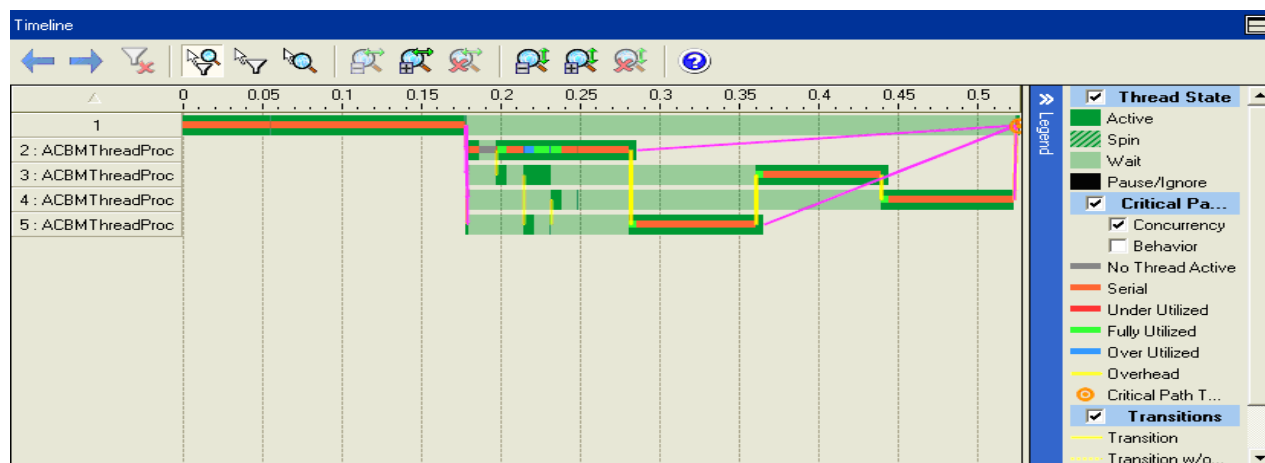 Timeline
0 0.05 0.1 0.15 0.2 0.25 0.3 0.35 0.4 0.45 0.5
1
2 : ACBMThreadProc
3 : ACBMThreadProc
4 : ACBMThreadProc
5 : ACBMThreadProc
Legend
Thread State
Active
Spin
Wait
Pause/Ignore
Critical Pa...
Concurrency
Behavior
No Thread Active
Serial
Under Utilized
Fully Utilized
Over Utilized
Overhead
Critical Path T...
Transitions
Transition
Transition w/o...